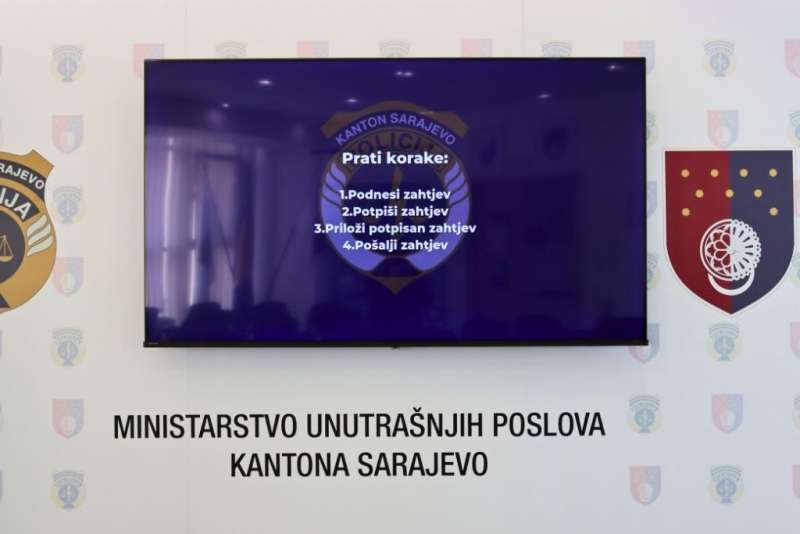 KANTON SARAJEVO
POLICIJA
Prati korake:
1.Podnesi zahtjev
2.Potpiši zahtjev
3.Priloži potpisan zahtjev
4.Pošalji zahtjev
MINISTARSTVO UNUTRAŠNJIH POSLOVA
KANTONA SARAJEVO